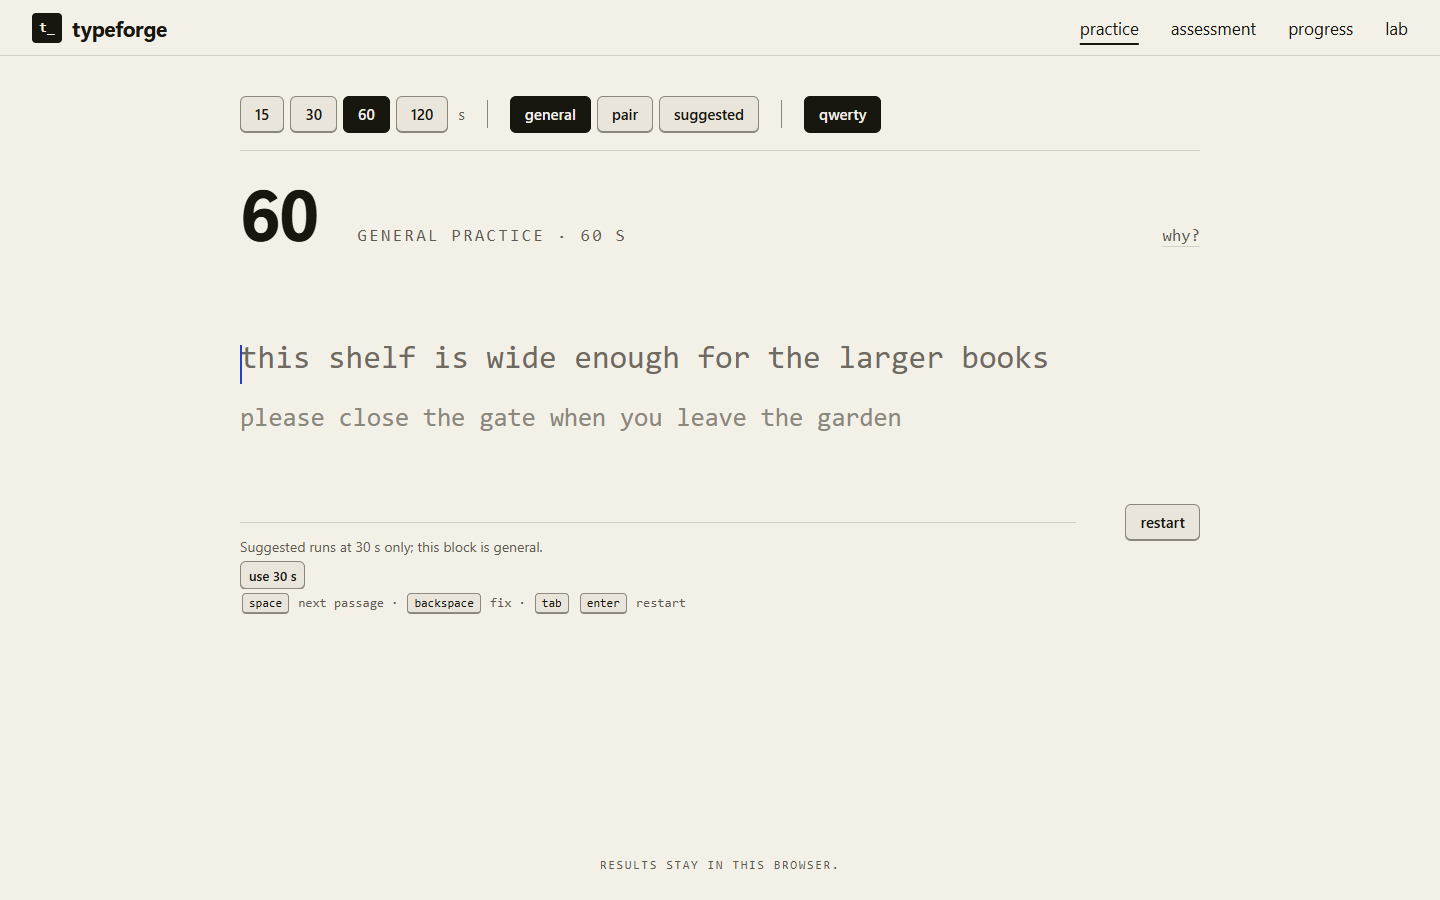 t_ typeforge practice assessment progress lab
15 30 60 120 s general pair suggested qwerty
60 GENERAL PRACTICE · 60 S why?
this shelf is wide enough for the larger books
please close the gate when you leave the garden
restart
Suggested runs at 30 s only; this block is general.
use 30 s
space next passage · backspace fix · tab enter restart
RESULTS STAY IN THIS BROWSER.